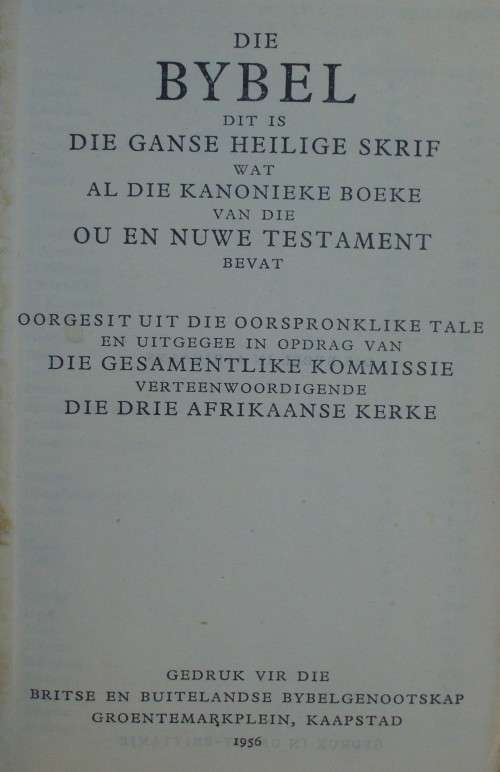 DIE
BYBEL
DIT IS
DIE GANSE HEILIGE SKRIF
WAT
AL DIE KANONIEKE BOEKE
VAN DIE
OU EN NUWE TESTAMENT
BEVAT
OORGESIT UIT DIE OORSPRONKLIKE TALE
EN UITGEGEE IN OPDRAG VAN
DIE GESAMENTLIKE KOMMISSIE
VERTEENWOORDIGENDE
DIE DRIE AFRIKAANSE KERKE
GEDRUK VIR DIE
BRITSE EN BUITELANDSE BYBELGENOOTSKAP
GROENTEMARKPLEIN, KAAPSTAD
1956